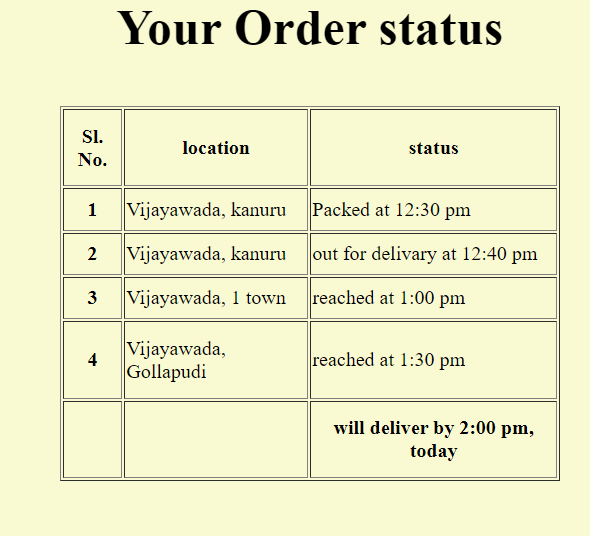 Your Order status
Sl.
No.
location
status
1
Vijayawada, kanuru
Packed at 12:30 pm
2
Vijayawada, kanuru
out for delivary at 12:40 pm
3
Vijayawada, 1 town
reached at 1:00 pm
4
Vijayawada,
Gollapudi
reached at 1:30 pm
will deliver by 2:00 pm,
today